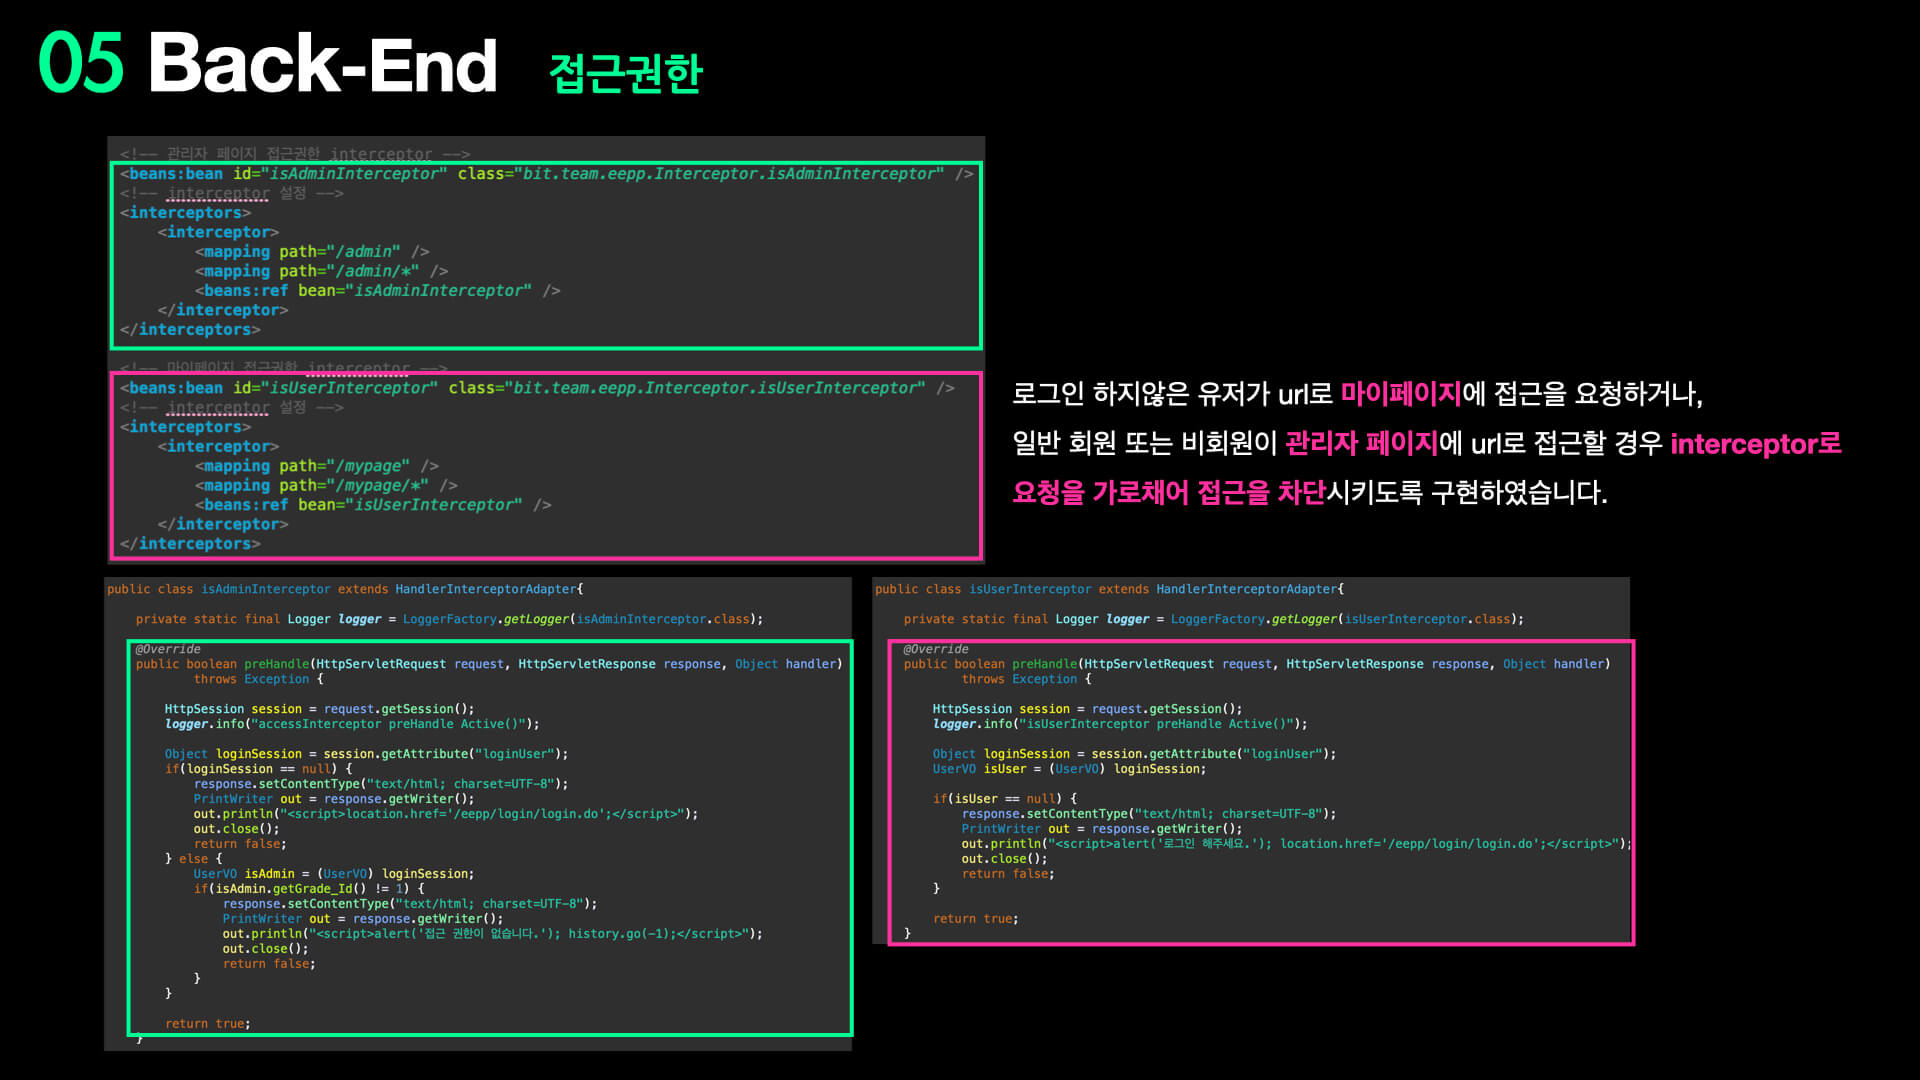 05 Back-End 접근권한
<!-- 관리자 페이지 접근권한 interceptor -->
<beans:bean id="isAdminInterceptor" class="bit.team.eepp.Interceptor.isAdminInterceptor" />
<!-- interceptor 설정 -->
<interceptors>
<interceptor>
<mapping path="/admin" />
<mapping path="/admin/*" />
<beans:ref bean="isAdminInterceptor" />
</interceptor>
</interceptors>
<!-- 마이페이지 접근권한 interceptor -->
<beans:bean id="isUserInterceptor" class="bit.team.eepp.Interceptor.isUserInterceptor" />
<!-- interceptor 설정 -->
<interceptors>
<interceptor>
<mapping path="/mypage" />
<mapping path="/mypage/*" />
<beans:ref bean="isUserInterceptor" />
</interceptor>
</interceptors>
로그인 하지않은 유저가 url로 마이페이지에 접근을 요청하거나,
일반 회원 또는 비회원이 관리자 페이지에 url로 접근할 경우 interceptor로
요청을 가로채어 접근을 차단시키도록 구현하였습니다.
public class isAdminInterceptor extends HandlerInterceptorAdapter{
private static final Logger logger = LoggerFactory.getLogger(isAdminInterceptor.class);
@Override
public boolean preHandle(HttpServletRequest request, HttpServletResponse response, Object handler)
throws Exception {
HttpSession session = request.getSession();
logger.info("accessInterceptor preHandle Active()");
Object loginSession = session.getAttribute("loginUser");
if(loginSession == null) {
response.setContentType("text/html; charset=UTF-8");
PrintWriter out = response.getWriter();
out.println("<script>location.href='/eepp/login/login.do';</script>");
out.close();
return false;
} else {
UserVO isAdmin = (UserVO) loginSession;
if(isAdmin.getGrade_Id() != 1) {
response.setContentType("text/html; charset=UTF-8");
PrintWriter out = response.getWriter();
out.println("<script>alert('접근 권한이 없습니다.'); history.go(-1);</script>");
out.close();
return false;
}
}
return true;
}
public class isUserInterceptor extends HandlerInterceptorAdapter{
private static final Logger logger = LoggerFactory.getLogger(isUserInterceptor.class);
@Override
public boolean preHandle(HttpServletRequest request, HttpServletResponse response, Object handler)
throws Exception {
HttpSession session = request.getSession();
logger.info("isUserInterceptor preHandle Active()");
Object loginSession = session.getAttribute("loginUser");
UserVO isUser = (UserVO) loginSession;
if(isUser == null) {
response.setContentType("text/html; charset=UTF-8");
PrintWriter out = response.getWriter();
out.println("<script>alert('로그인 해주세요.'); location.href='/eepp/login/login.do';</script>");
out.close();
return false;
}
return true;
}